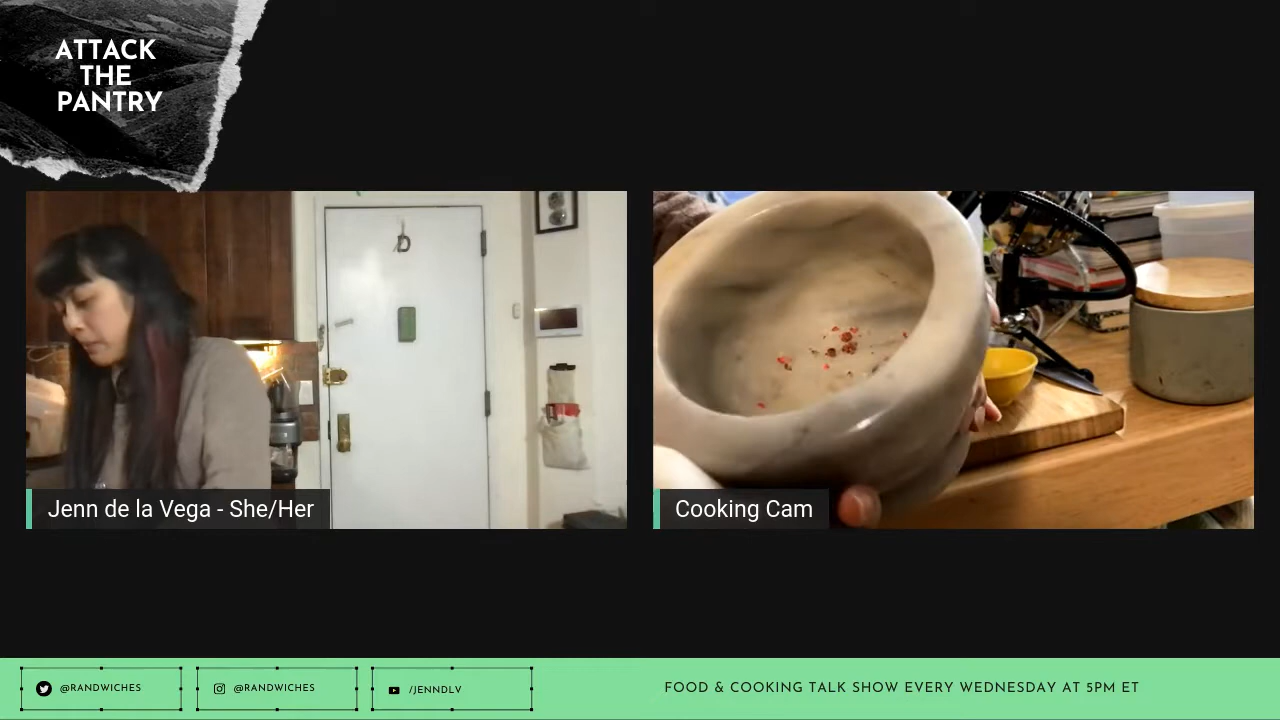 ATTACK
THE
PANTRY
Jenn de la Vega - She/Her
Cooking Cam
@RANDWICHES
@RANDWICHES
/JENNDLV
FOOD & COOKING TALK SHOW EVERY WEDNESDAY AT 5PM ET